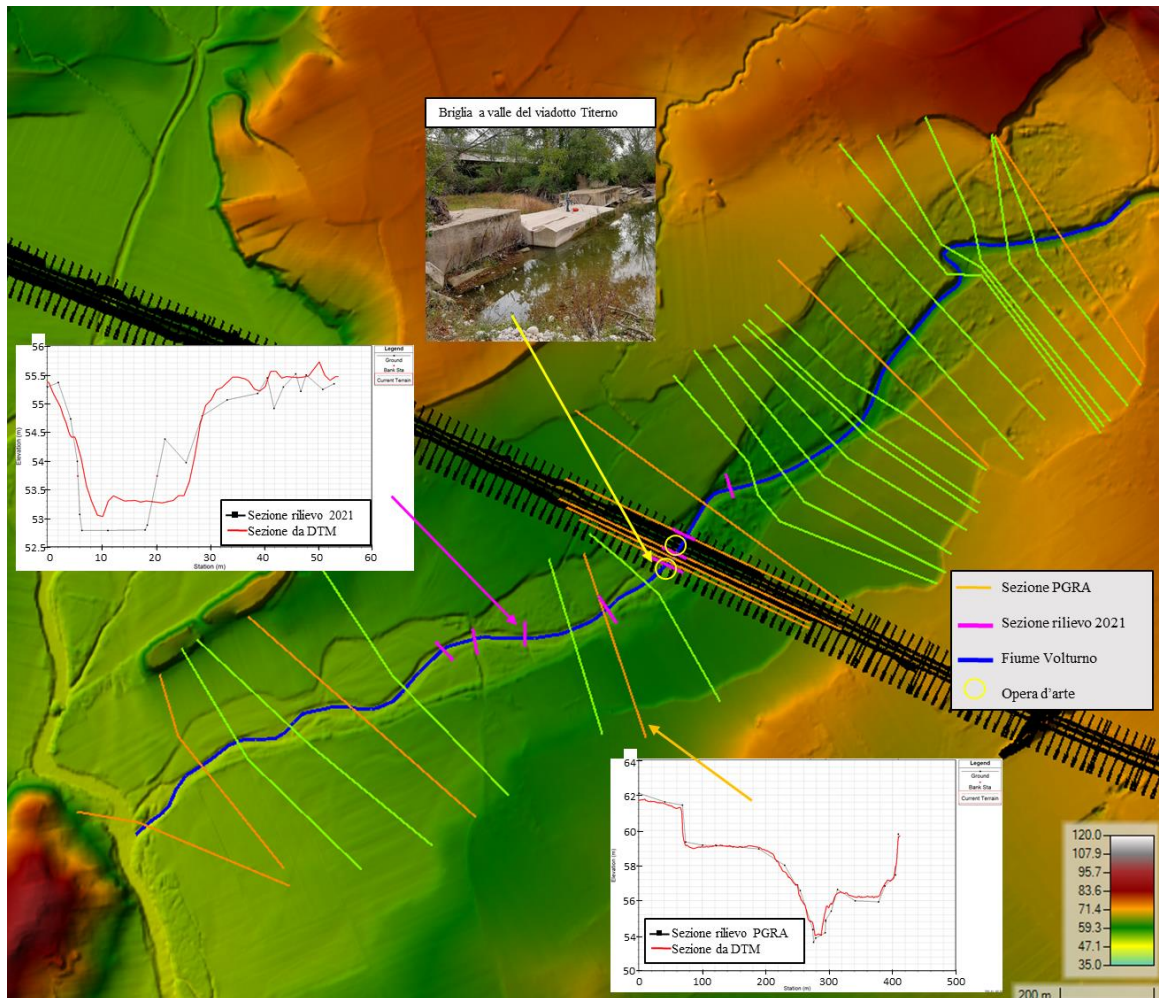 Briglia a valle del viadotto Titerno
56
55.5
55
54.5
54
53.5
53
52.5
Elevation (m)
0
10
20
30
40
50
60
Station (m)
Legend
Ground
Bank Sta
Current Terrain
Sezione rilievo 2021
Sezione da DTM
Sezione PGRA
Sezione rilievo 2021
Fiume Volturno
Opera d'arte
64
62
60
58
56
54
50
Elevation (m)
0
100
200
300
400
500
Station (m)
Legend
Ground
Bank Sta
Current Terrain
Sezione rilievo PGRA
Sezione da DTM
120.0
107.9
95.7
83.6
71.4
59.3
47.1
35.0
200 m